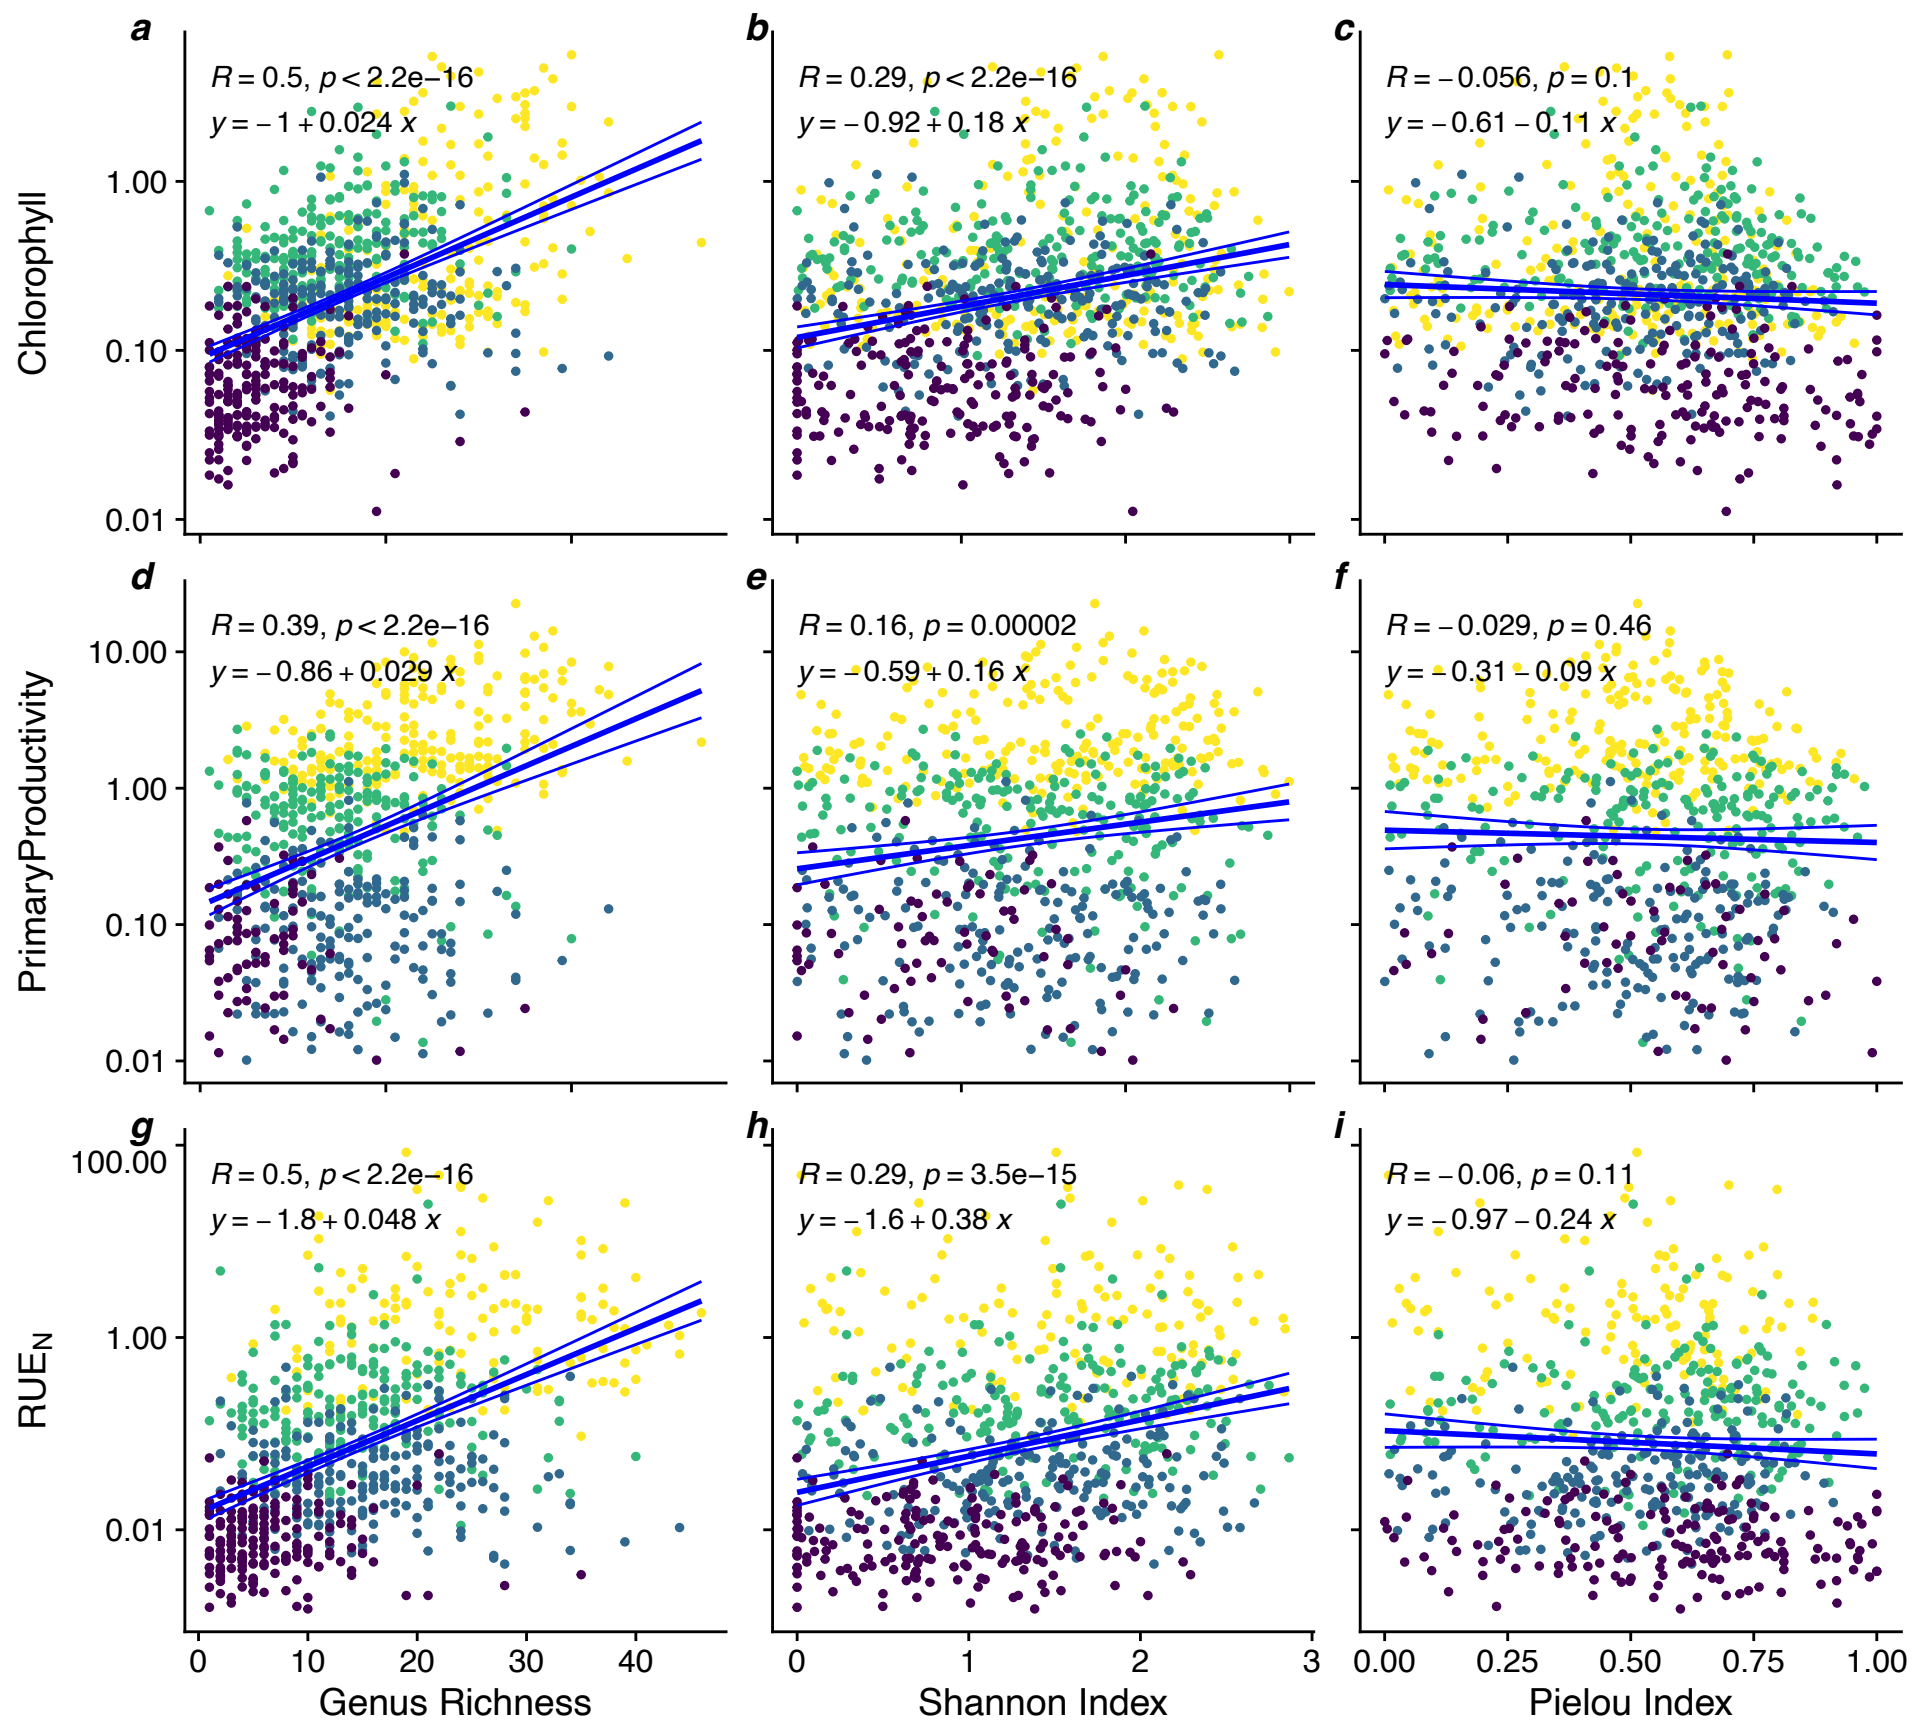 a
b
c
R = 0.5, p < 2.2e−16
y = − 1 + 0.024 x
R = 0.29, p < 2.2e−16
y = − 0.92 + 0.18 x
R = − 0.056, p = 0.1
y = − 0.61 − 0.11 x
Chlorophyll
1.00
0.10
0.01
d
e
f
R = 0.39, p < 2.2e−16
y = − 0.86 + 0.029 x
R = 0.16, p = 0.00002
y = − 0.59 + 0.16 x
R = − 0.029, p = 0.46
y = − 0.31 − 0.09 x
PrimaryProductivity
10.00
1.00
0.10
0.01
g
h
i
R = 0.5, p < 2.2e−16
y = − 1.8 + 0.048 x
R = 0.29, p = 3.5e−15
y = − 1.6 + 0.38 x
R = − 0.06, p = 0.11
y = − 0.97 − 0.24 x
RUEN
100.00
1.00
0.01
0 10 20 30 40
0 1 2 3
0.00 0.25 0.50 0.75 1.00
Genus Richness
Shannon Index
Pielou Index